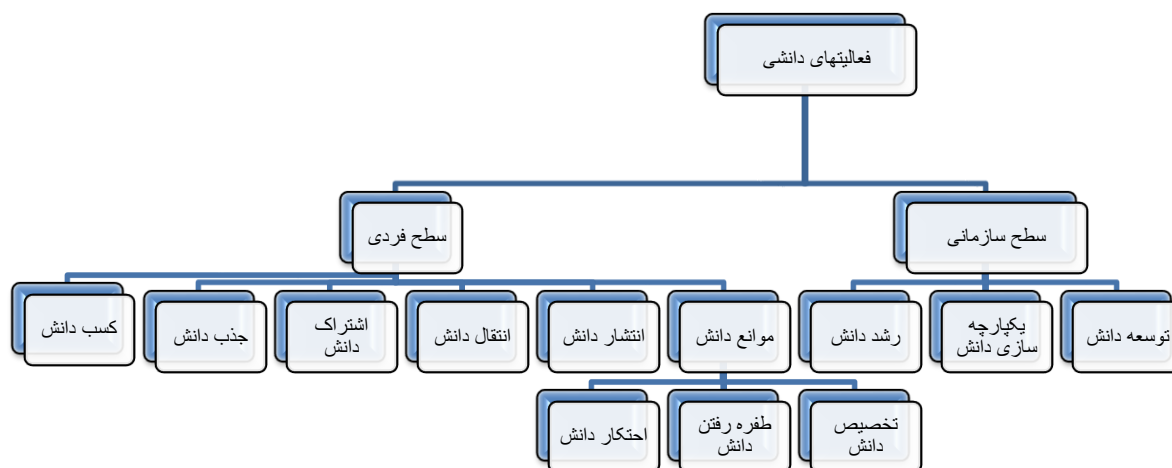 فعالیتهای دانشی
سطح سازمانی
سطح فردی
توسعه دانش
یکپارچه
سازی دانش
رشد دانش
موانع دانش
انتشار دانش
انتقال دانش
اشتراک
دانش
جذب دانش
کسب دانش
تخصیص
دانش
طفره رفتن
دانش
احتکار دانش